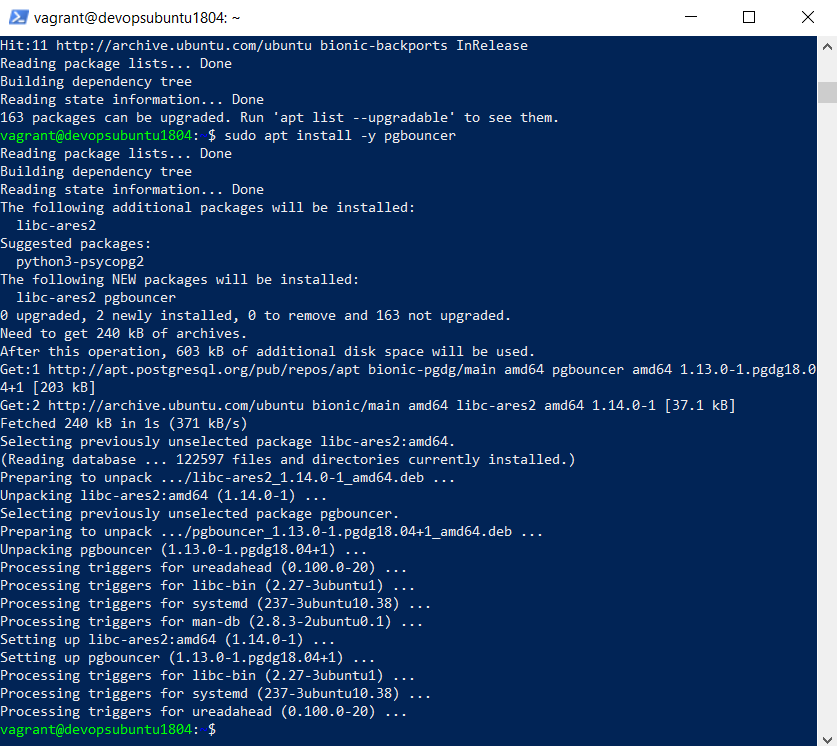 vagrant@devopsubuntu1804: ~
Hit:11 http://archive.ubuntu.com/ubuntu bionic-backports InRelease
Reading package lists... Done
Building dependency tree
Reading state information... Done
163 packages can be upgraded. Run 'apt list --upgradable' to see them.
vagrant@devopsubuntu1804:~$ sudo apt install -y pgbouncer
Reading package lists... Done
Building dependency tree
Reading state information... Done
The following additional packages will be installed:
  libc-ares2
Suggested packages:
  python3-psycopg2
The following NEW packages will be installed:
  libc-ares2 pgbouncer
0 upgraded, 2 newly installed, 0 to remove and 163 not upgraded.
Need to get 240 kB of archives.
After this operation, 603 kB of additional disk space will be used.
Get:1 http://apt.postgresql.org/pub/repos/apt bionic-pgdg/main amd64 pgbouncer amd64 1.13.0-1.pgdg18.0
4+1 [203 kB]
Get:2 http://archive.ubuntu.com/ubuntu bionic/main amd64 libc-ares2 amd64 1.14.0-1 [37.1 kB]
Fetched 240 kB in 1s (371 kB/s)
Selecting previously unselected package libc-ares2:amd64.
(Reading database ... 122597 files and directories currently installed.)
Preparing to unpack .../libc-ares2_1.14.0-1_amd64.deb ...
Unpacking libc-ares2:amd64 (1.14.0-1) ...
Selecting previously unselected package pgbouncer.
Preparing to unpack .../pgbouncer_1.13.0-1.pgdg18.04+1_amd64.deb ...
Unpacking pgbouncer (1.13.0-1.pgdg18.04+1) ...
Processing triggers for ureadahead (0.100.0-20) ...
Processing triggers for libc-bin (2.27-3ubuntu1) ...
Processing triggers for systemd (237-3ubuntu10.38) ...
Processing triggers for man-db (2.8.3-2ubuntu0.1) ...
Setting up libc-ares2:amd64 (1.14.0-1) ...
Setting up pgbouncer (1.13.0-1.pgdg18.04+1) ...
Processing triggers for libc-bin (2.27-3ubuntu1) ...
Processing triggers for systemd (237-3ubuntu10.38) ...
Processing triggers for ureadahead (0.100.0-20) ...
vagrant@devopsubuntu1804:~$